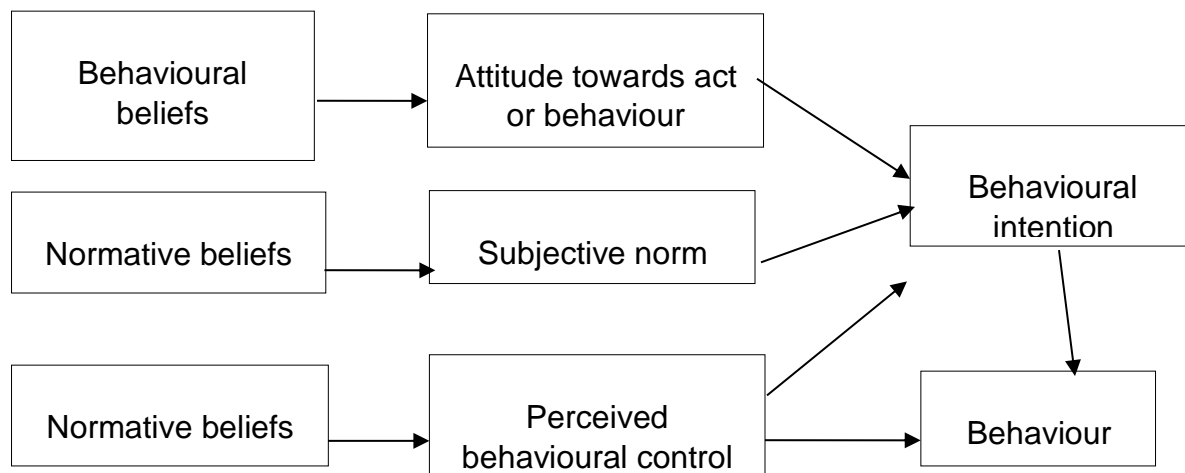 Behavioural
beliefs
Attitude towards act
or behaviour
Behavioural
intention
Normative beliefs
Subjective norm
Normative beliefs
Perceived
behavioural control
Behaviour